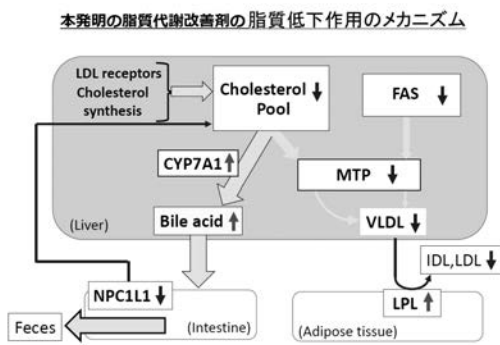 本発明の脂質代謝改善剤の脂質低下作用のメカニズム
LDL receptors
Cholesterol
synthesis
Cholesterol
Pool
FAS
CYP7A1
MTP
Bile acid
VLDL
(Liver)
IDL,LDL
NPC1L1
LPL
Feces
(Intestine)
(Adipose tissue)